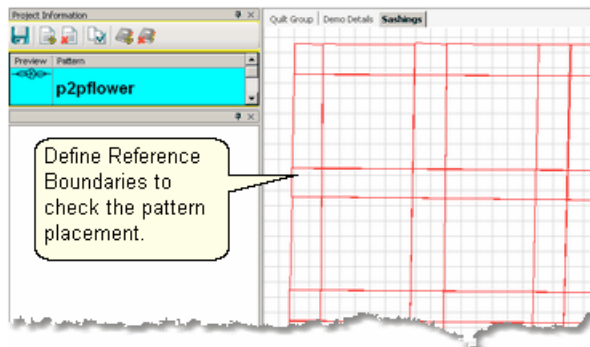 Project Information
Quilt Group Demo Details Sashings
Preview Pattern
p2pflower
Define Reference
Boundaries to
check the pattern
placement.